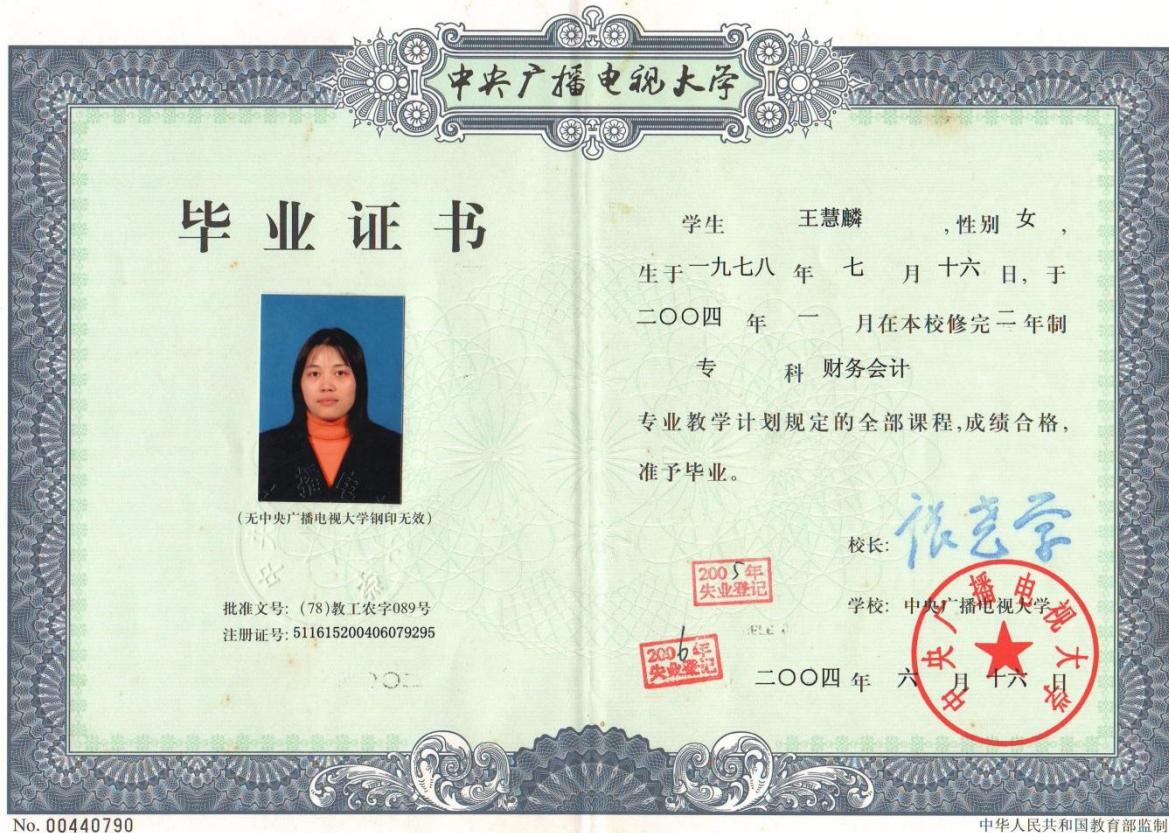 中央广播电视大学
毕业证书
(无中央广播电视大学钢印无效)
批准文号: (78)教工农字089号
注册证号: 511615200406079295
学生 王慧麟 ,性别 女 ,
生于一九七八 年 七 月 十六 日, 于
二〇〇四 年 一 月在本校修完二年制
专 科 财务会计
专业教学计划规定的全部课程,成绩合格,
准予毕业。
校长: 张尧学
学校: 中央广播电视大学
二〇〇四 年 六 月 十六 日
中央广播电视大学
2005年
失业登记
2006年
失业登记
No. 00440790
中华人民共和国教育部监制